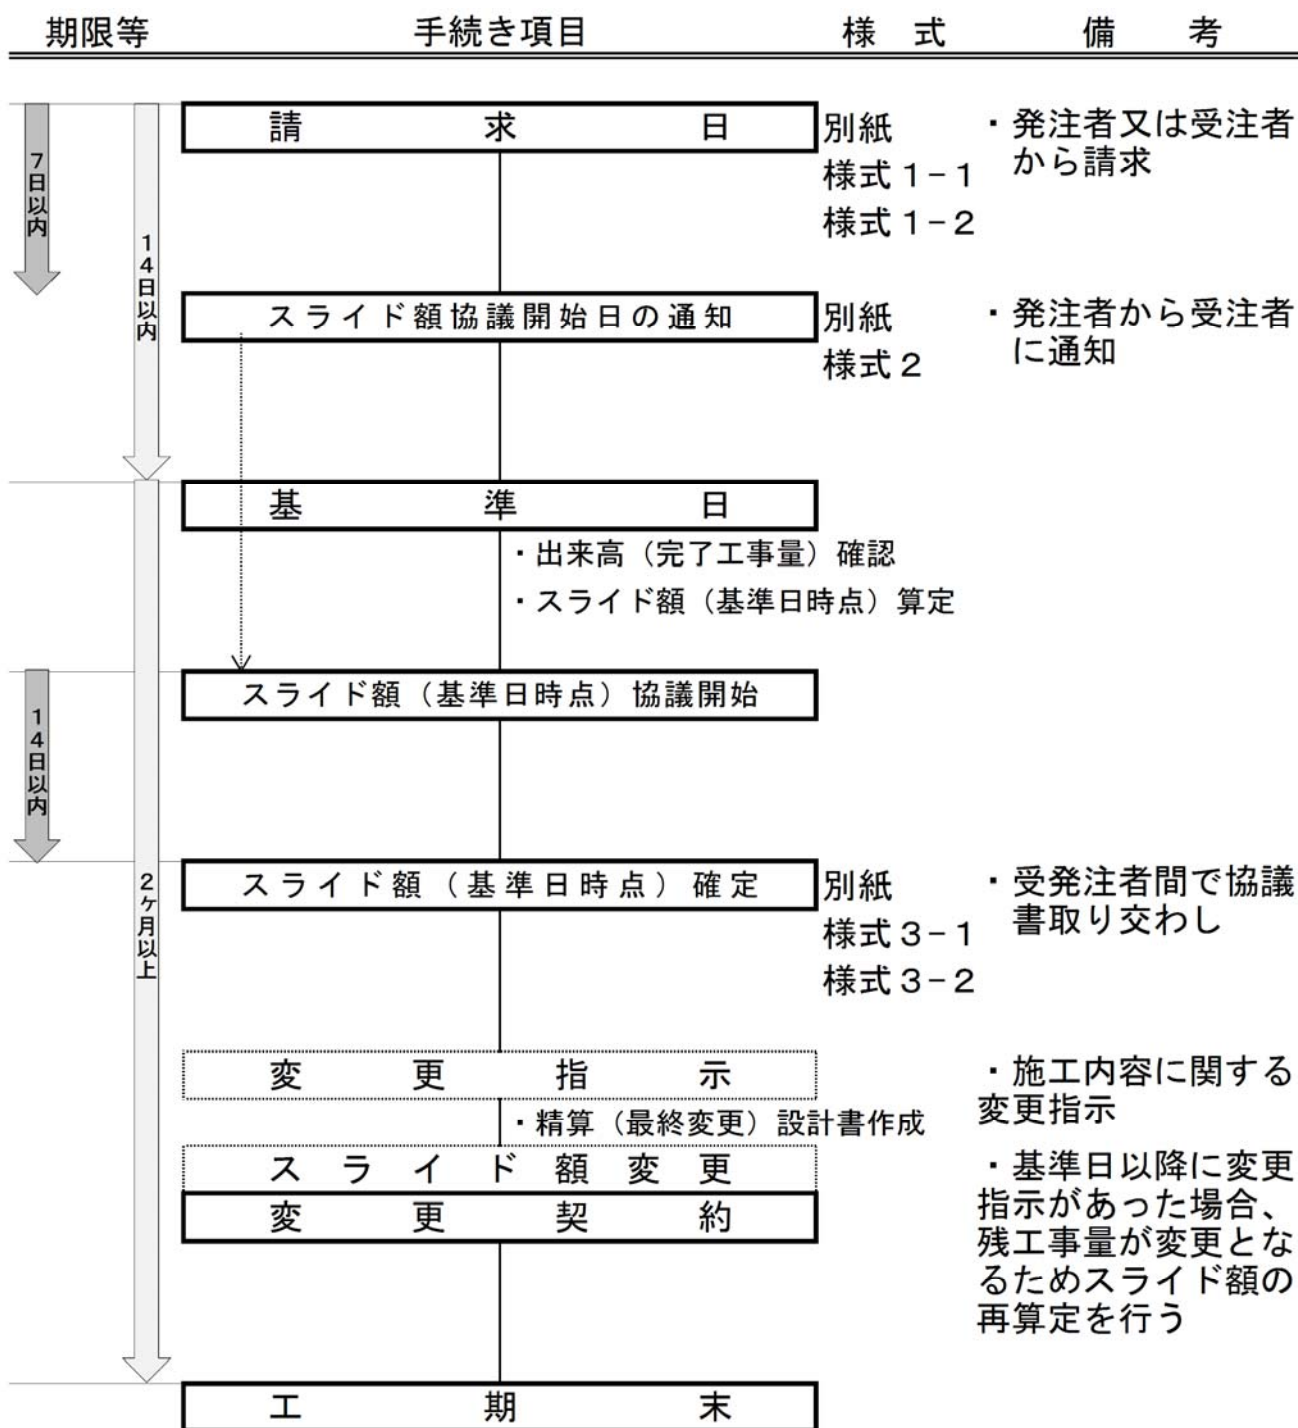 期限等 手続き項目 様式 備考
請求日
別紙
様式1-1
様式1-2
・発注者又は受注者
から請求
7日以内
14日以内
スライド額協議開始日の通知
別紙
様式2
・発注者から受注者
に通知
基準日
・出来高（完了工事量）確認
・スライド額（基準日時点）算定
スライド額（基準日時点）協議開始
14日以内
2ヶ月以上
スライド額（基準日時点）確定
別紙
様式3-1
様式3-2
・受発注者間で協議
書取り交わし
変更指示
・施工内容に関する
変更指示
・精算（最終変更）設計書作成
スライド額変更
変更契約
・基準日以降に変更
指示があった場合、
残工事量が変更とな
るためスライド額の
再算定を行う
工期末